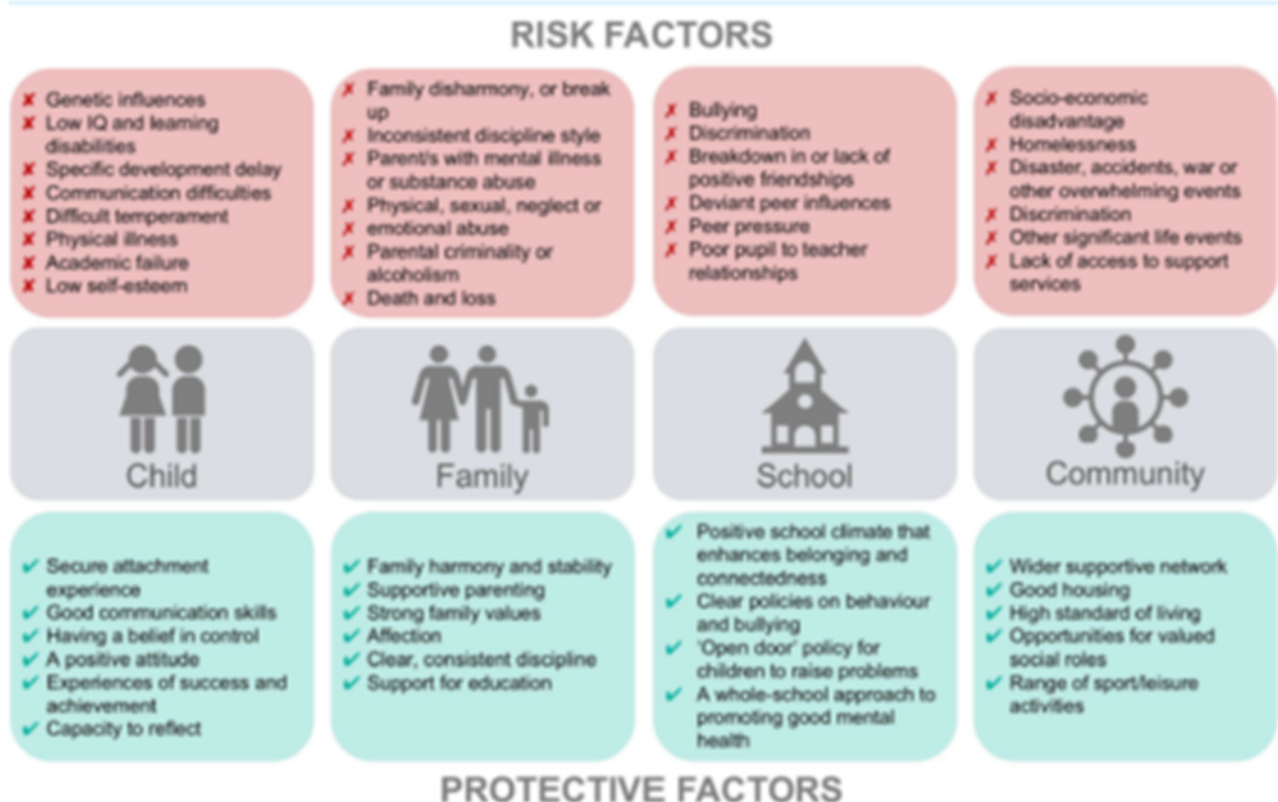 RISK FACTORS
✘ Genetic influences
✘ Low IQ and learning
disabilities
✘ Specific development delay
✘ Communication difficulties
✘ Difficult temperament
✘ Physical illness
✘ Academic failure
✘ Low self-esteem
✗ Family disharmony, or break
up
✗ Inconsistent discipline style
✗ Parent/s with mental illness
or substance abuse
✗ Physical, sexual, neglect or
✗ emotional abuse
✗ Parental criminality or
alcoholism
✗ Death and loss
✗ Bullying
✗ Discrimination
✗ Breakdown in or lack of
positive friendships
✗ Deviant peer influences
✗ Peer pressure
✗ Poor pupil to teacher
relationships
✗ Socio-economic
disadvantage
✗ Homelessness
✗ Disaster, accidents, war or
other overwhelming events
✗ Discrimination
✗ Other significant life events
✗ Lack of access to support
services
Child
Family
School
Community
✔ Secure attachment
experience
✔ Good communication skills
✔ Having a belief in control
✔ A positive attitude
✔ Experiences of success and
achievement
✔ Capacity to reflect
✔ Family harmony and stability
✔ Supportive parenting
✔ Strong family values
✔ Affection
✔ Clear, consistent discipline
✔ Support for education
✔ Positive school climate that
enhances belonging and
connectedness
✔ Clear policies on behaviour
and bullying
✔ 'Open door' policy for
children to raise problems
✔ A whole-school approach to
promoting good mental
health
✔ Wider supportive network
✔ Good housing
✔ High standard of living
✔ Opportunities for valued
social roles
✔ Range of sport/leisure
activities
PROTECTIVE FACTORS